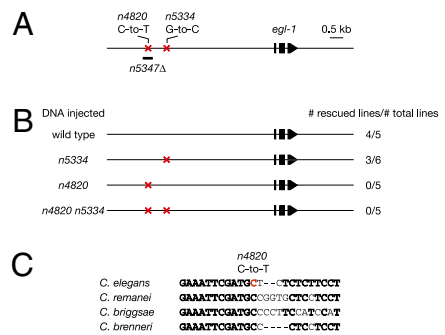 A
n4820 n5334
C-to-T G-to-C egl-1 0.5 kb
n5347Δ
B
DNA injected # rescued lines/# total lines
wild type 4/5
n5334 3/6
n4820 0/5
n4820 n5334 0/5
C
n4820
C-to-T
C. elegans GAAATTCGATGCT---CTCTCTTCCT
C. remanei GAAATTCGATGCCGGTGCTCCTCCT
C. briggsae GAAATTCGATGCCCCTTCCATCCAT
C. brenneri GAAATTCGATGCC-----CTCCTCCT